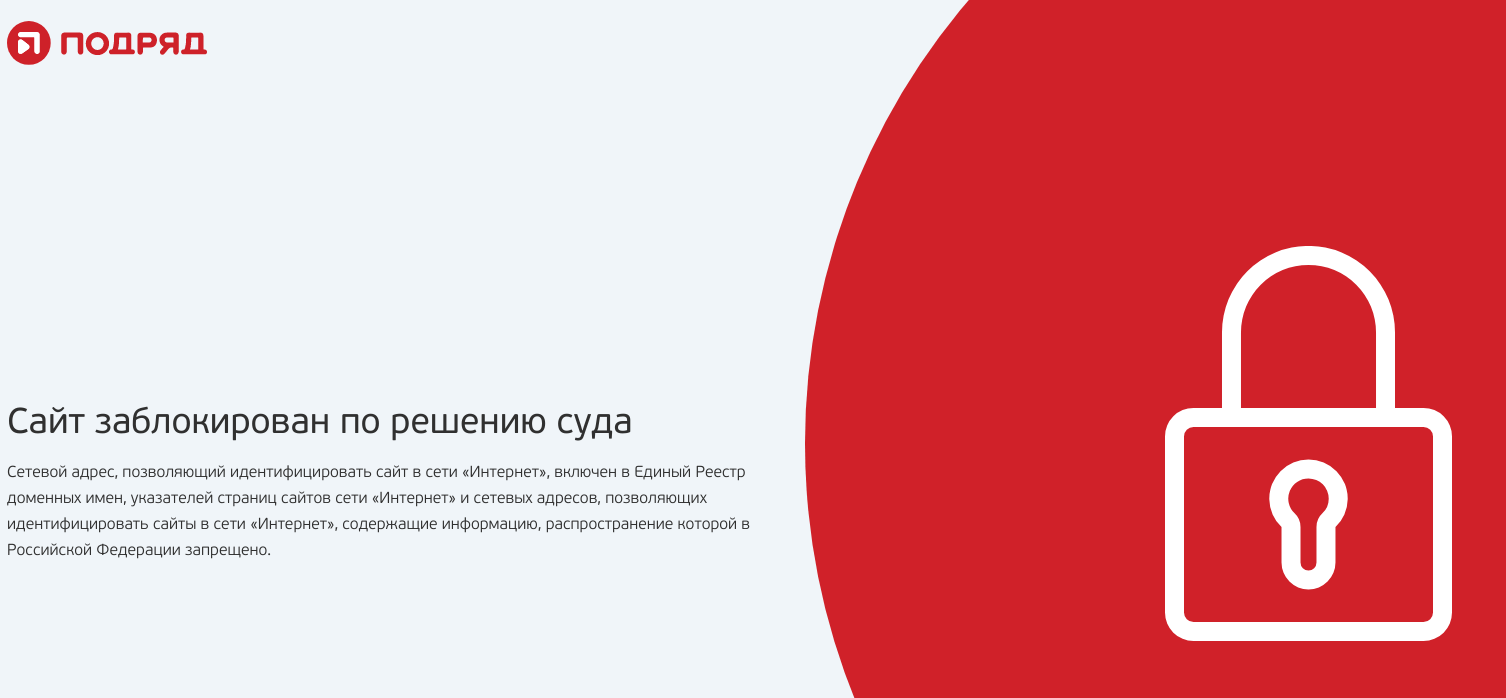 ПОДРЯД
Сайт заблокирован по решению суда
Сетевой адрес, позволяющий идентифицировать сайт в сети «Интернет», включен в Единый Реестр
доменных имен, указателей страниц сайтов сети «Интернет» и сетевых адресов, позволяющих
идентифицировать сайты в сети «Интернет», содержащие информацию, распространение которой в
Российской Федерации запрещено.